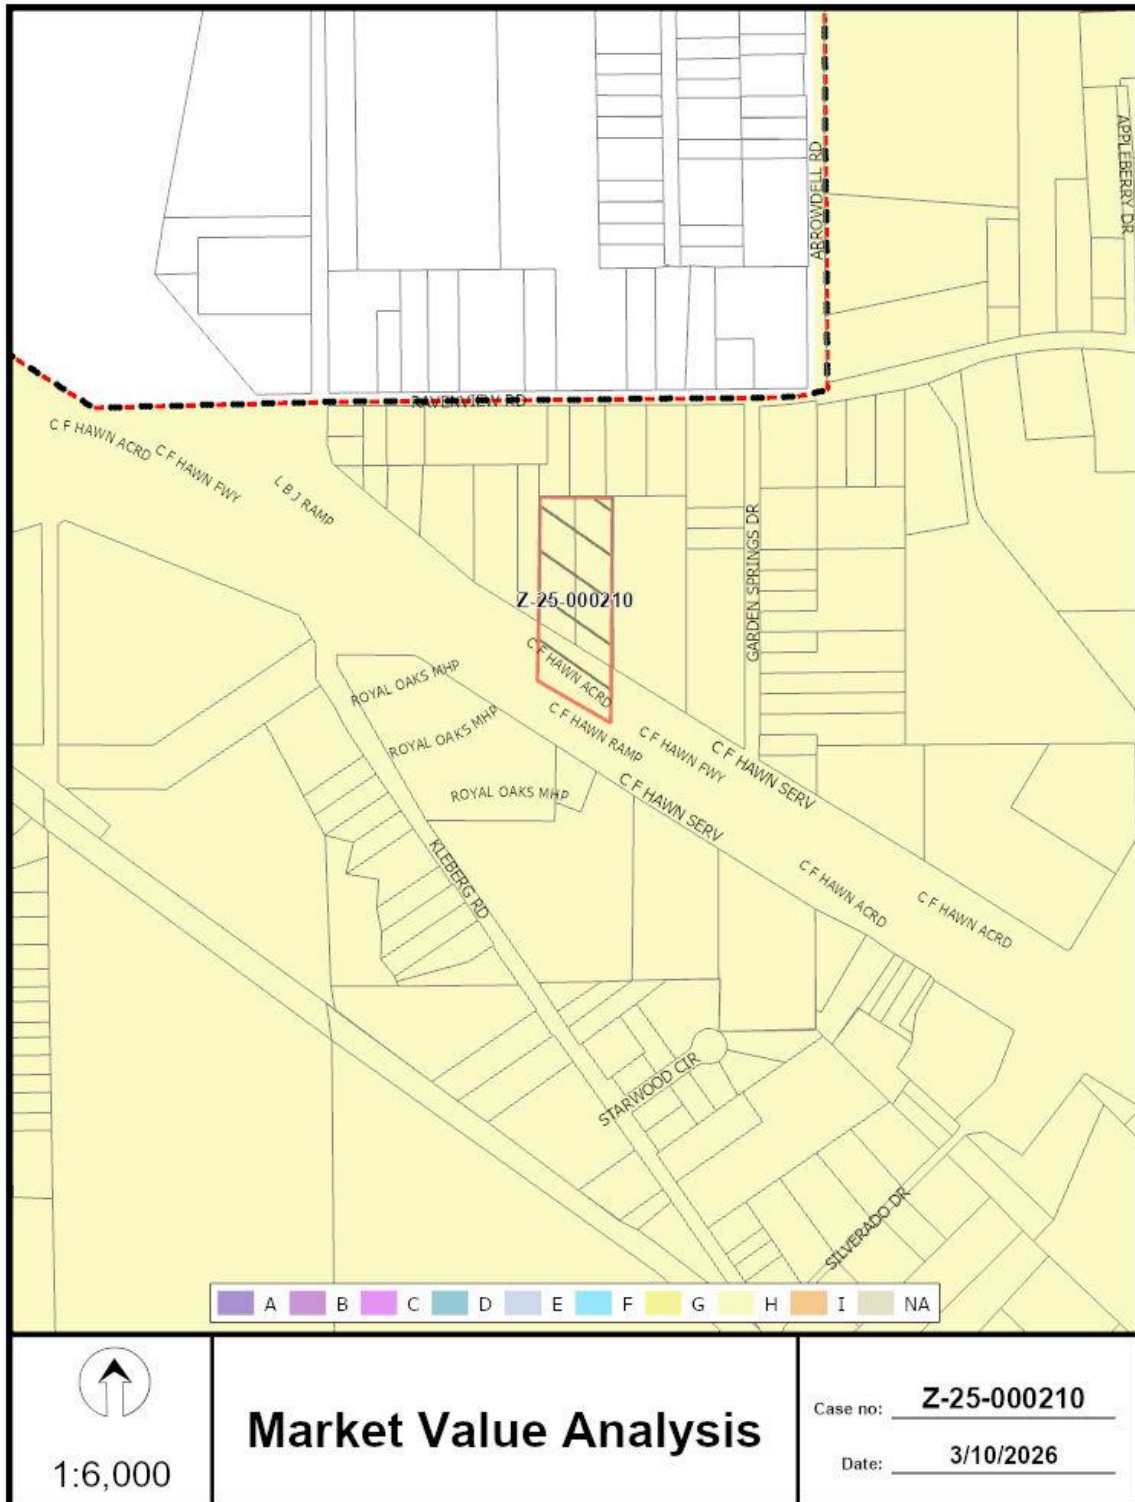 ARROWDELL RD
APPLEBERRY DR
RAVENVIEW RD
C F HAWN ACRD
C F HAWN FWY
L B J RAMP
GARDEN SPRINGS DR
Z-25-000210
C F HAWN ACRD
ROYAL OAKS MHP
ROYAL OAKS MHP
ROYAL OAKS MHP
C F HAWN RAMP
C F HAWN FWY
C F HAWN SERV
C F HAWN SERV
KLEBERG RD
C F HAWN ACRD
C F HAWN ACRD
STARWOOD CIR
SILVERADO DR
A B C D E F G H I NA
1:6,000
Market Value Analysis
Case no: Z-25-000210
Date: 3/10/2026